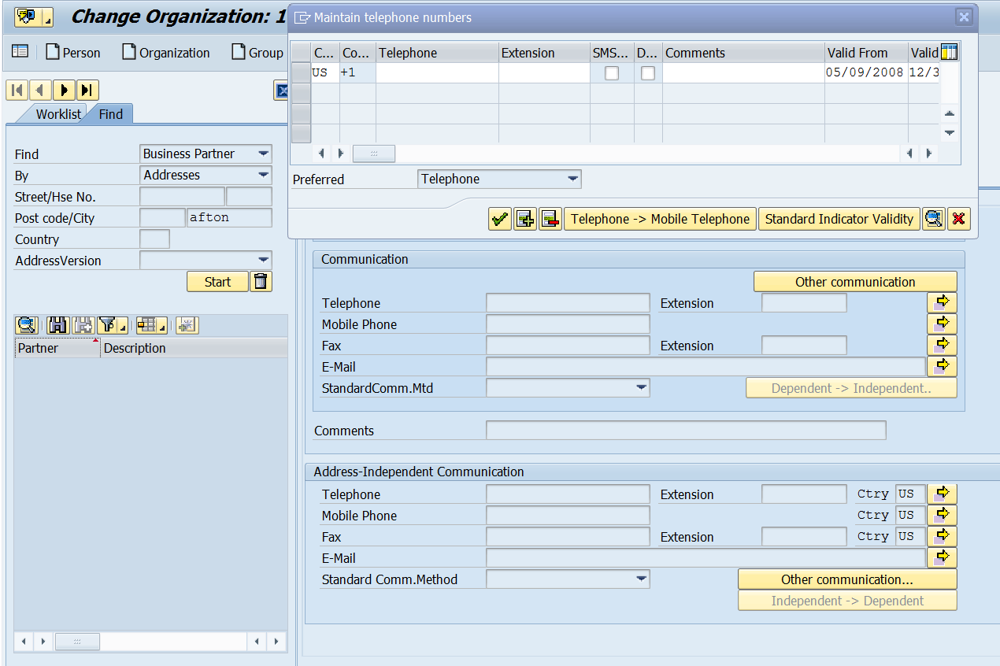 Change Organization: 1
Maintain telephone numbers
Person Organization Group
C... Co... Telephone Extension SMS... D... Comments Valid From Valid
US +1 05/09/2008 12/3
Worklist Find
Find Business Partner
By Addresses
Street/Hse No.
Post code/City afton
Country
AddressVersion
Start
Partner Description
Preferred Telephone
Telephone -> Mobile Telephone Standard Indicator Validity
Communication
Other communication
Telephone Extension
Mobile Phone
Fax Extension
E-Mail
StandardComm.Mtd Dependent -> Independent..
Comments
Address-Independent Communication
Telephone Extension Ctry US
Mobile Phone Ctry US
Fax Extension Ctry US
E-Mail
Standard Comm.Method Other communication...
Independent -> Dependent